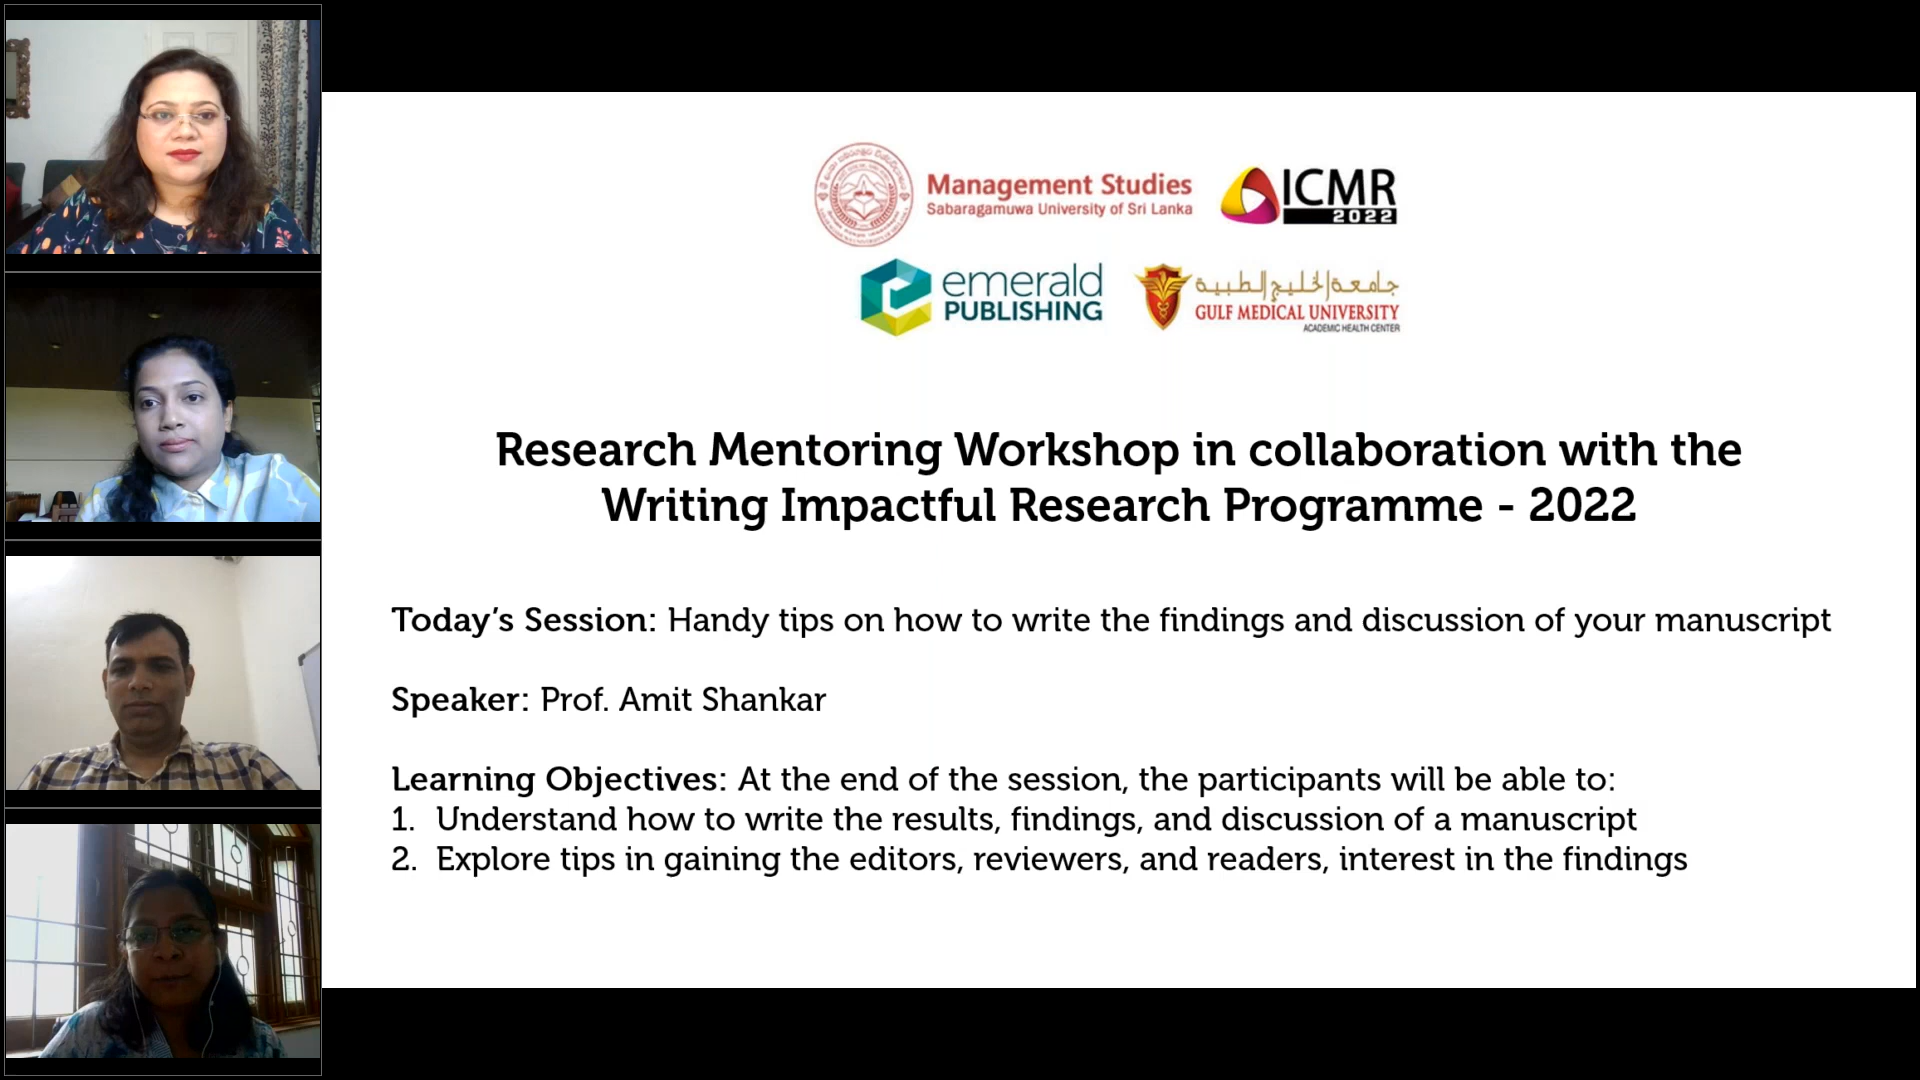 Management Studies
Sabaragamuwa University of Sri Lanka
ICMR
2022
emerald
PUBLISHING
جامعة الخليج الطبية
GULF MEDICAL UNIVERSITY
ACADEMIC HEALTH CENTER
Research Mentoring Workshop in collaboration with the
Writing Impactful Research Programme - 2022
Today’s Session: Handy tips on how to write the findings and discussion of your manuscript
Speaker: Prof. Amit Shankar
Learning Objectives: At the end of the session, the participants will be able to:
1. Understand how to write the results, findings, and discussion of a manuscript
2. Explore tips in gaining the editors, reviewers, and readers, interest in the findings